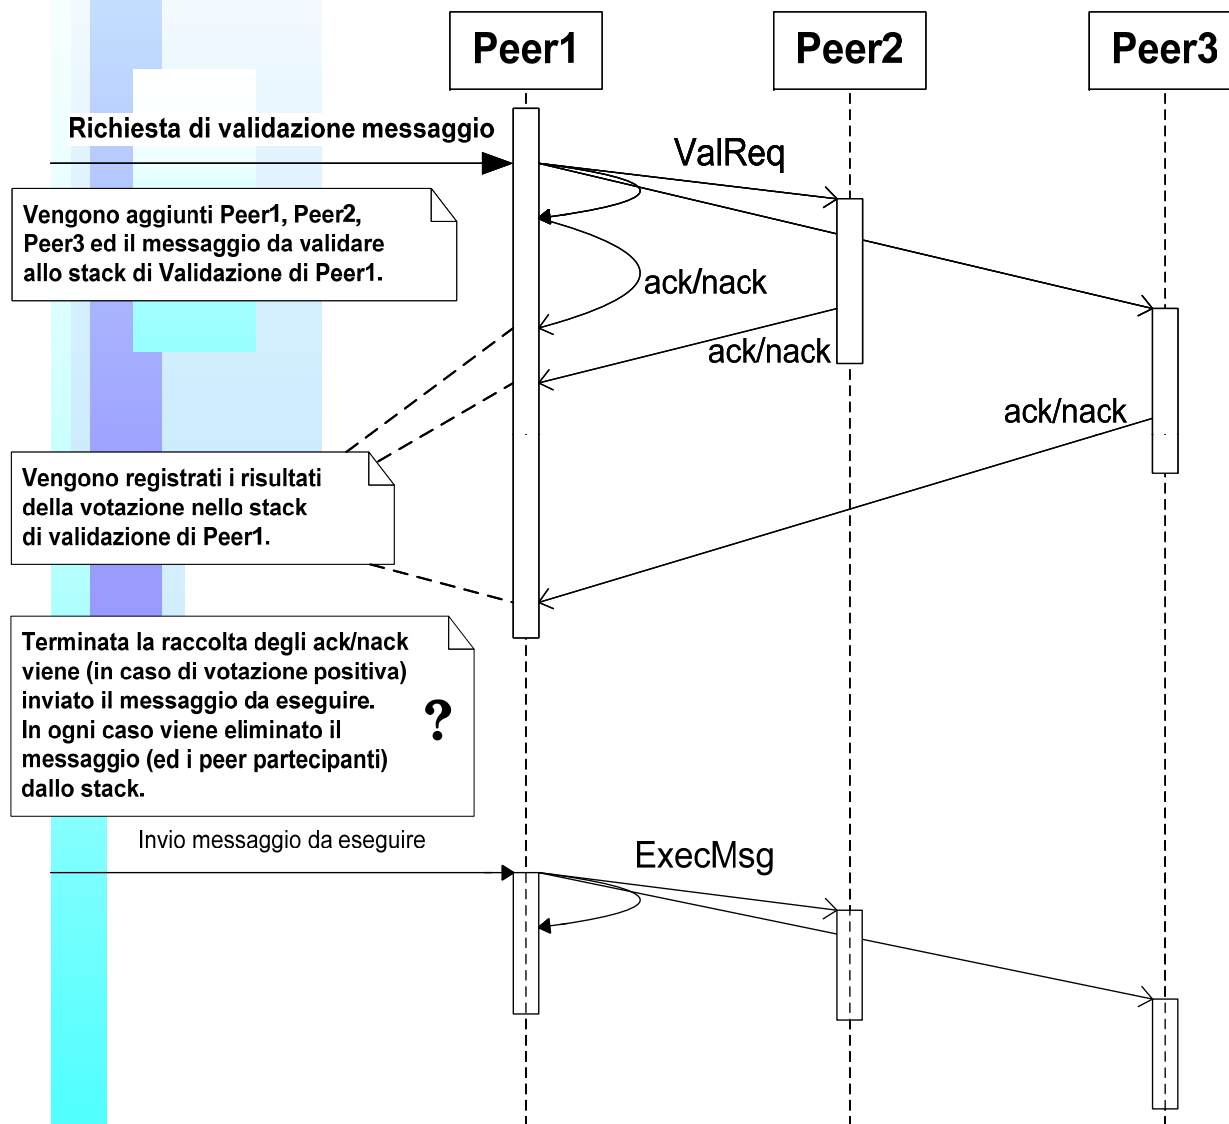 Peer1
Peer2
Peer3
Richiesta di validazione messaggio
ValReq
Vengono aggiunti Peer1, Peer2,
Peer3 ed il messaggio da validare
allo stack di Validazione di Peer1.
ack/nack
ack/nack
ack/nack
Vengono registrati i risultati
della votazione nello stack
di validazione di Peer1.
Terminata la raccolta degli ack/nack
viene (in caso di votazione positiva)
inviato il messaggio da eseguire.
In ogni caso viene eliminato il
messaggio (ed i peer partecipanti)
dallo stack.
?
Invio messaggio da eseguire
ExecMsg